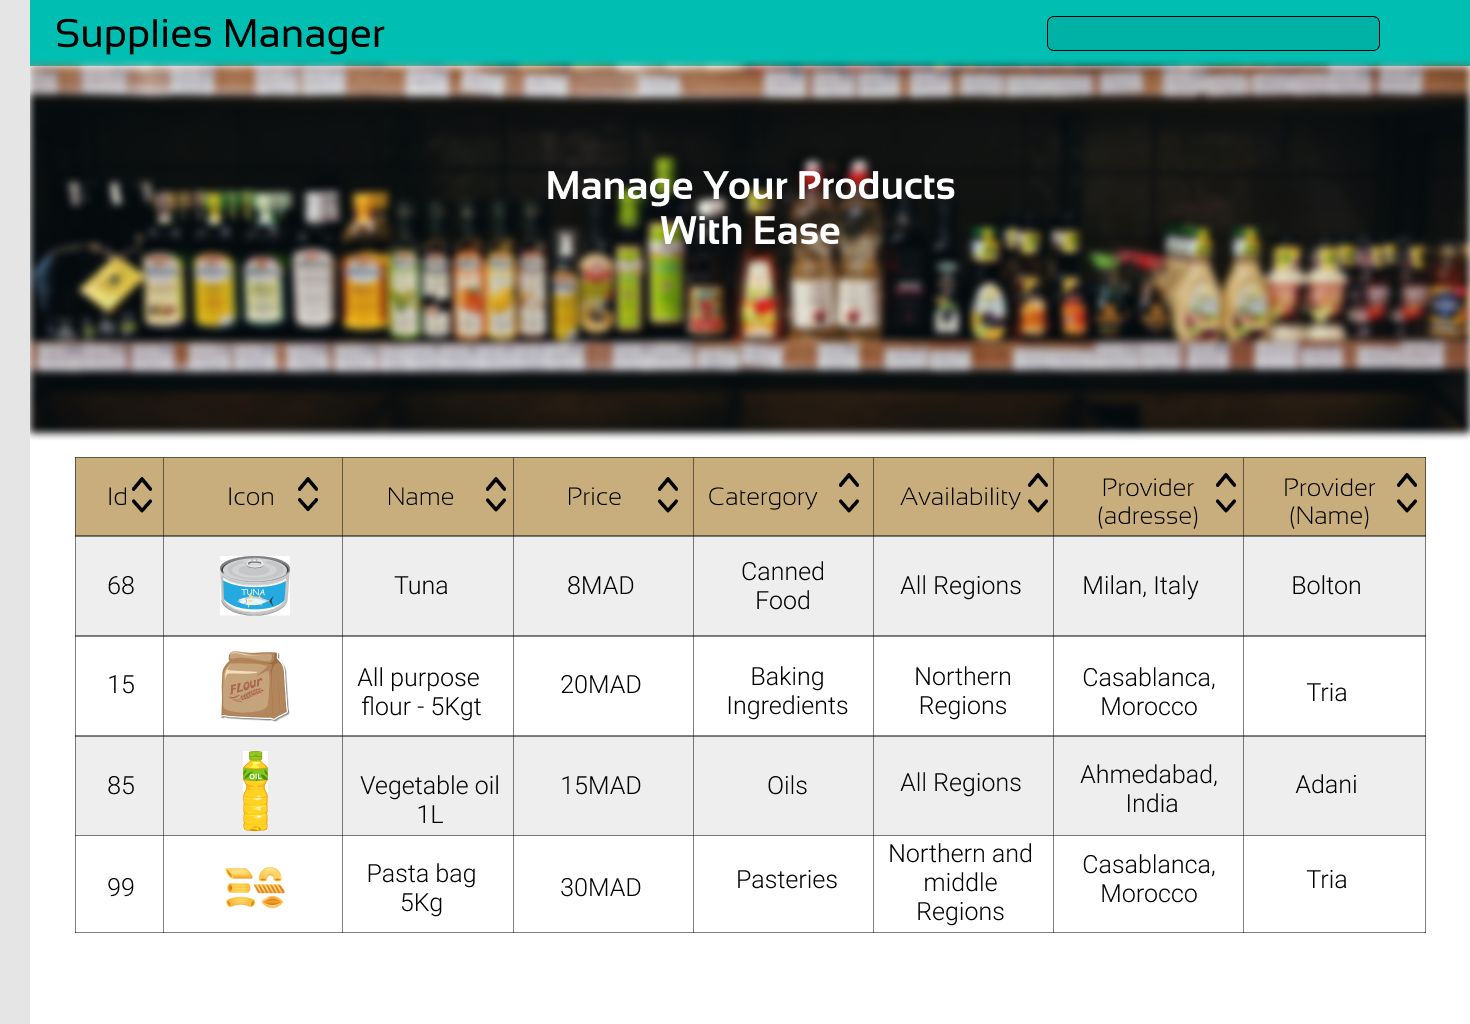 Supplies Manager
Manage Your Products
With Ease
Id
Icon
Name
Price
Catergory
Availability
Provider
(adresse)
Provider
(Name)
68
TUNA
Tuna
8MAD
Canned
Food
All Regions
Milan, Italy
Bolton
15
FLOUR
All purpose
flour - 5Kgt
20MAD
Baking
Ingredients
Northern
Regions
Casablanca,
Morocco
Tria
85
OIL
Vegetable oil
1L
15MAD
Oils
All Regions
Ahmedabad,
India
Adani
99
Pasta bag
5Kg
30MAD
Pasteries
Northern and
middle
Regions
Casablanca,
Morocco
Tria